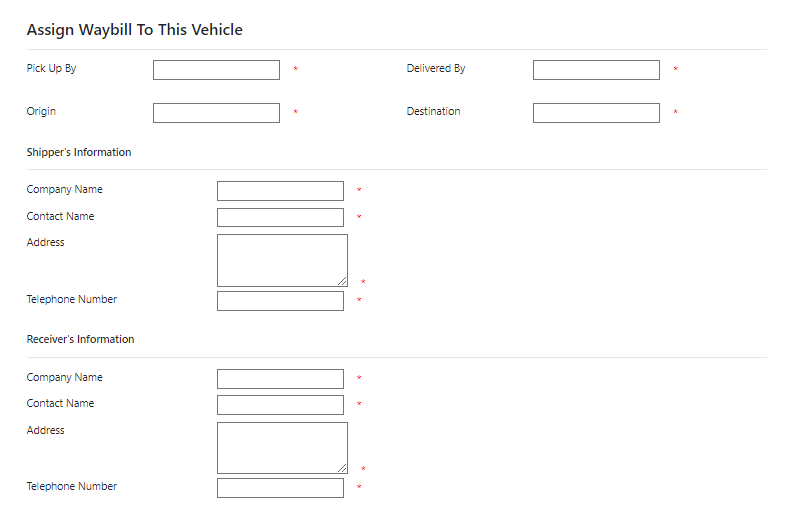 Assign Waybill To This Vehicle
Pick Up By * Delivered By *
Origin * Destination *
Shipper's Information
Company Name *
Contact Name *
Address *
Telephone Number *
Receiver's Information
Company Name *
Contact Name *
Address *
Telephone Number *